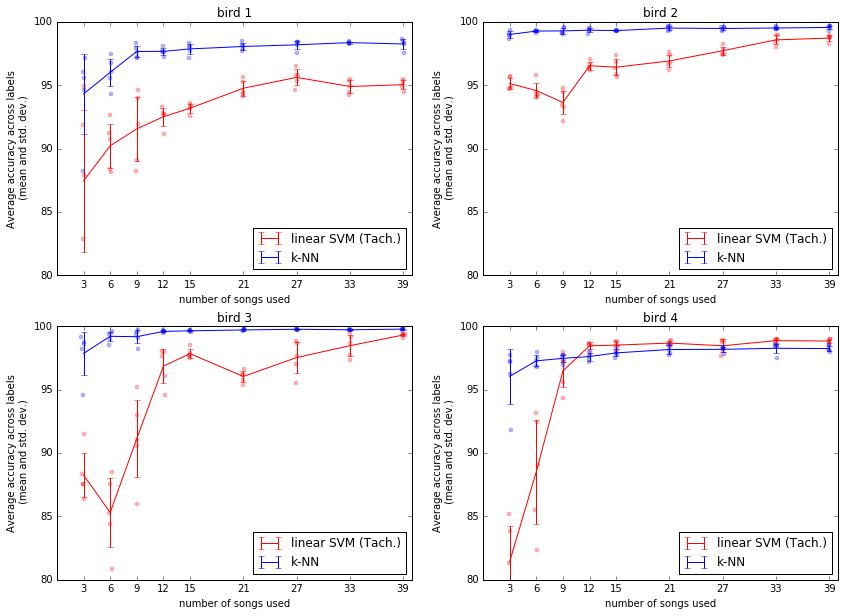 bird 1
100
95
90
85
80
Average accuracy across labels
(mean and std. dev.)
linear SVM (Tach.)
k-NN
3 6 9 12 15 21 27 33 39
number of songs used
bird 2
100
95
90
85
80
Average accuracy across labels
(mean and std. dev.)
linear SVM (Tach.)
k-NN
3 6 9 12 15 21 27 33 39
number of songs used
bird 3
100
95
90
85
80
Average accuracy across labels
(mean and std. dev.)
linear SVM (Tach.)
k-NN
3 6 9 12 15 21 27 33 39
number of songs used
bird 4
100
95
90
85
80
Average accuracy across labels
(mean and std. dev.)
linear SVM (Tach.)
k-NN
3 6 9 12 15 21 27 33 39
number of songs used